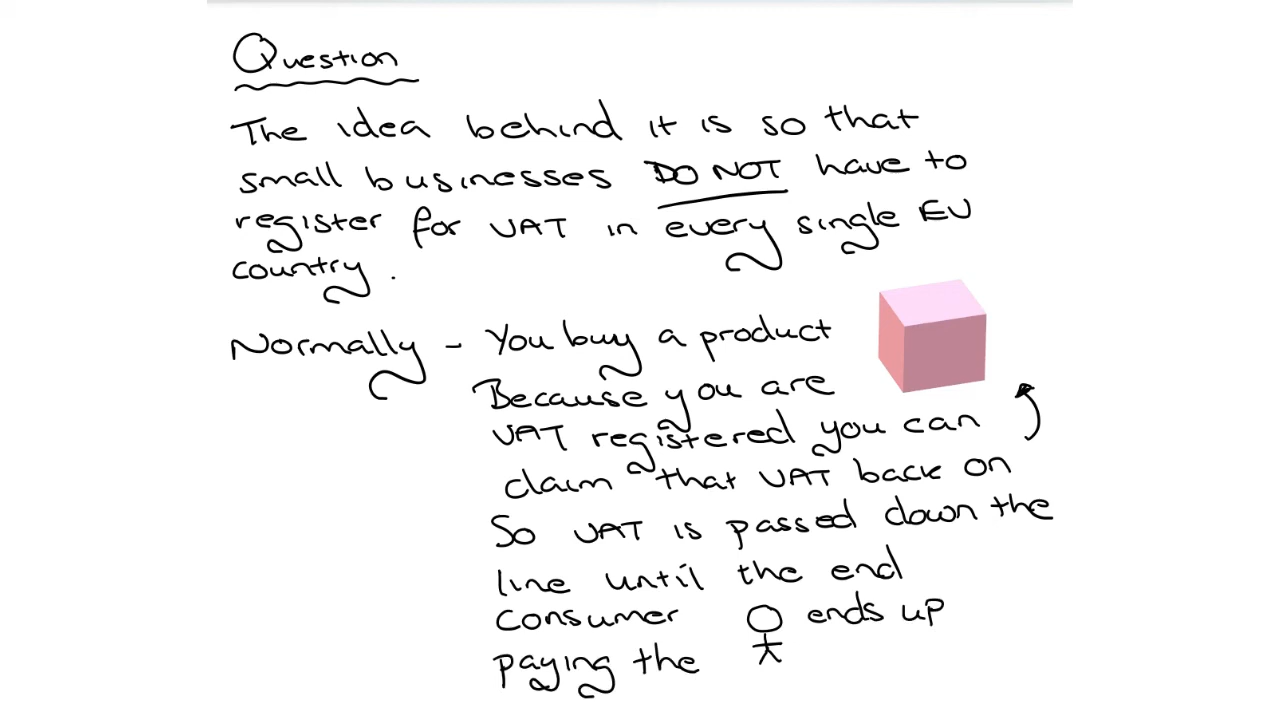 Question
The idea behind it is so that
small businesses DO NOT have to
register for VAT in every single EU
country.
Normally - You buy a product
Because you are
VAT registered you can
claim that VAT back on
So VAT is passed down the
line until the end
consumer ends up
paying the